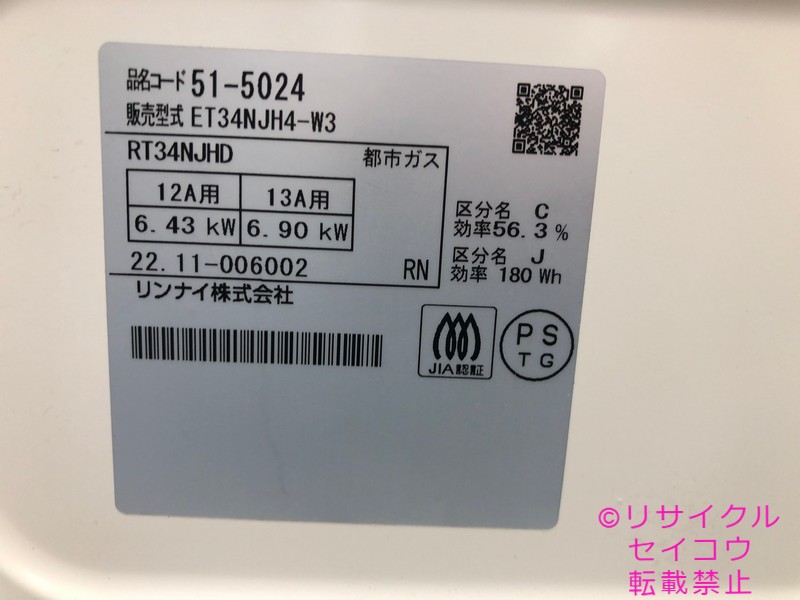 品名コード 51-5024
販売型式 ET34NJH4-W3
RT34NJHD 都市ガス
12A用 13A用
6.43 kW 6.90 kW
22.11-006002 RN
リンナイ株式会社
区分名 C
効率56.3 %
区分名 J
効率 180 Wh
JIA認証
PS
TG
©リサイクル
セイコウ
転載禁止